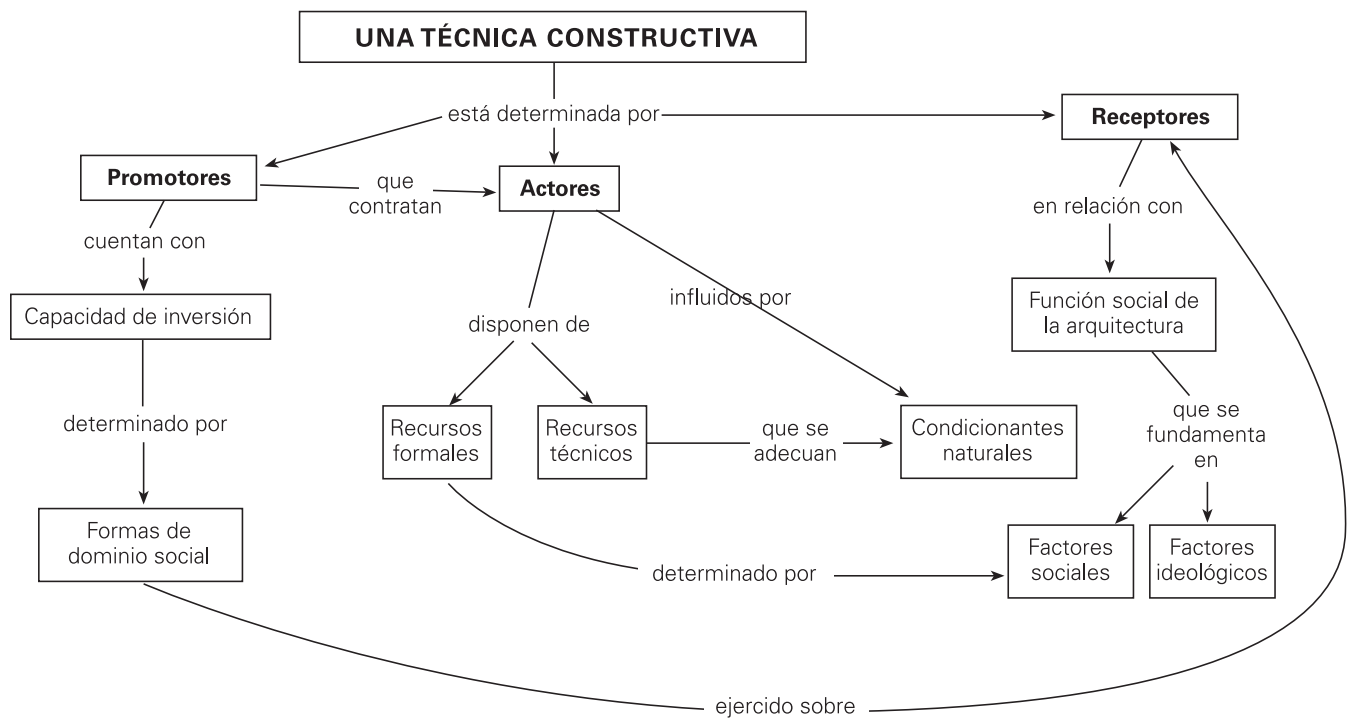 UNA TÉCNICA CONSTRUCTIVA
está determinada por
Receptores
Promotores
que
contratan
Actores
cuentan con
en relación con
Capacidad de inversión
influidos por
Función social de
la arquitectura
disponen de
determinado por
Recursos
formales
Recursos
técnicos
que se
adecuan
Condicionantes
naturales
que se
fundamenta
en
Formas de
dominio social
Factores
sociales
Factores
ideológicos
determinado por
ejercido sobre